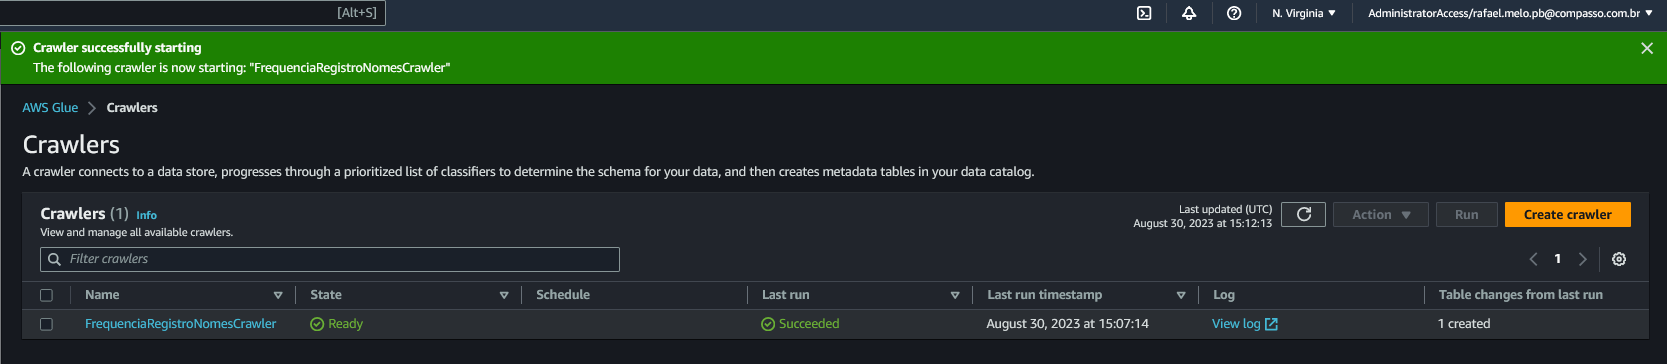 [Alt+S]
N. Virginia
AdministratorAccess/rafael.melo.pb@compasso.com.br
Crawler successfully starting
The following crawler is now starting: "FrequenciaRegistroNomesCrawler"
AWS Glue
Crawlers
Crawlers
A crawler connects to a data store, progresses through a prioritized list of classifiers to determine the schema for your data, and then creates metadata tables in your data catalog.
Crawlers (1) Info
View and manage all available crawlers.
Last updated (UTC)
August 30, 2023 at 15:12:13
Action
Run
Create crawler
Filter crawlers
1
Name State Schedule Last run Last run timestamp Log Table changes from last run
FrequenciaRegistroNomesCrawler Ready Succeeded August 30, 2023 at 15:07:14 View log 1 created